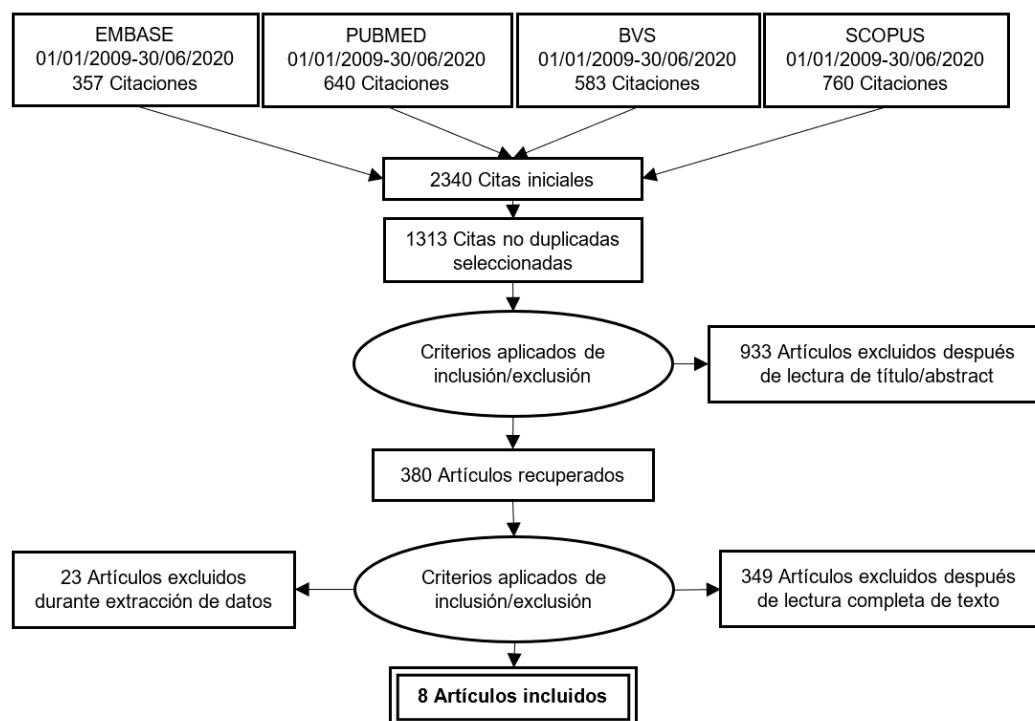 EMBASE
01/01/2009-30/06/2020
357 Citaciones
PUBMED
01/01/2009-30/06/2020
640 Citaciones
BVS
01/01/2009-30/06/2020
583 Citaciones
SCOPUS
01/01/2009-30/06/2020
760 Citaciones
2340 Citas iniciales
1313 Citas no duplicadas
seleccionadas
Criterios aplicados de
inclusión/exclusión
933 Artículos excluidos después
de lectura de título/abstract
380 Artículos recuperados
23 Artículos excluidos
durante extracción de datos
Criterios aplicados de
inclusión/exclusión
349 Artículos excluidos después
de lectura completa de texto
8 Artículos incluidos